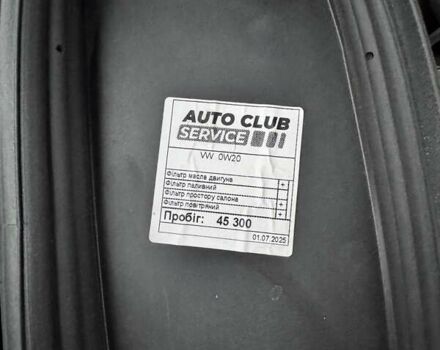 AUTO CLUB
SERVICE
VW 0W20
Фільтр масла двигуна
Фільтр паливний +
Фільтр простору салона +
Фільтр повітряний +
Пробіг: 45 300
01.07.2025